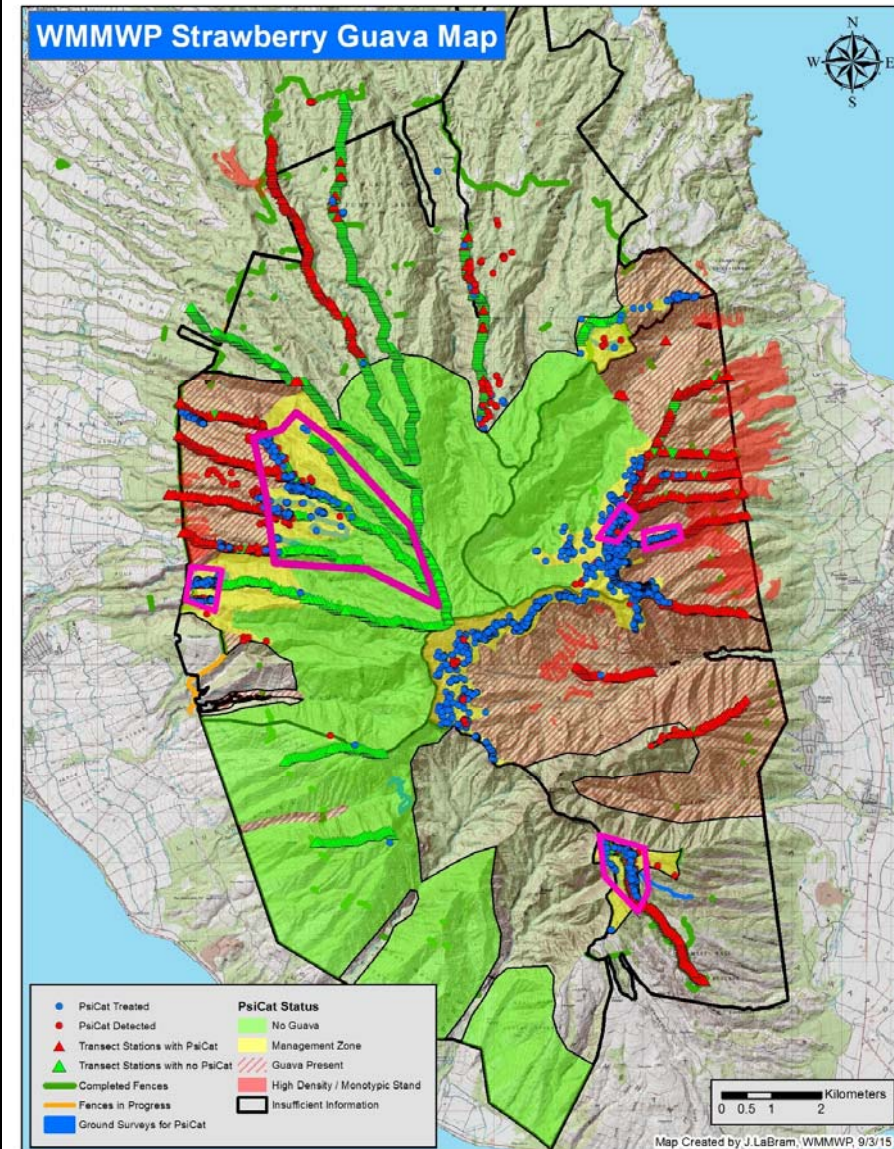 WMMWP Strawberry Guava Map
N
W
E
S
PsiCat Treated
PsiCat Detected
Transect Stations with PsiCat
Transect Stations with no PsiCat
Completed Fences
Fences in Progress
Ground Surveys for PsiCat
PsiCat Status
No Guava
Management Zone
Guava Present
High Density / Monotypic Stand
Insufficient Information
Kilometers
0 0.5 1 2
Map Created by J.LaBram, WMMWP, 9/3/15